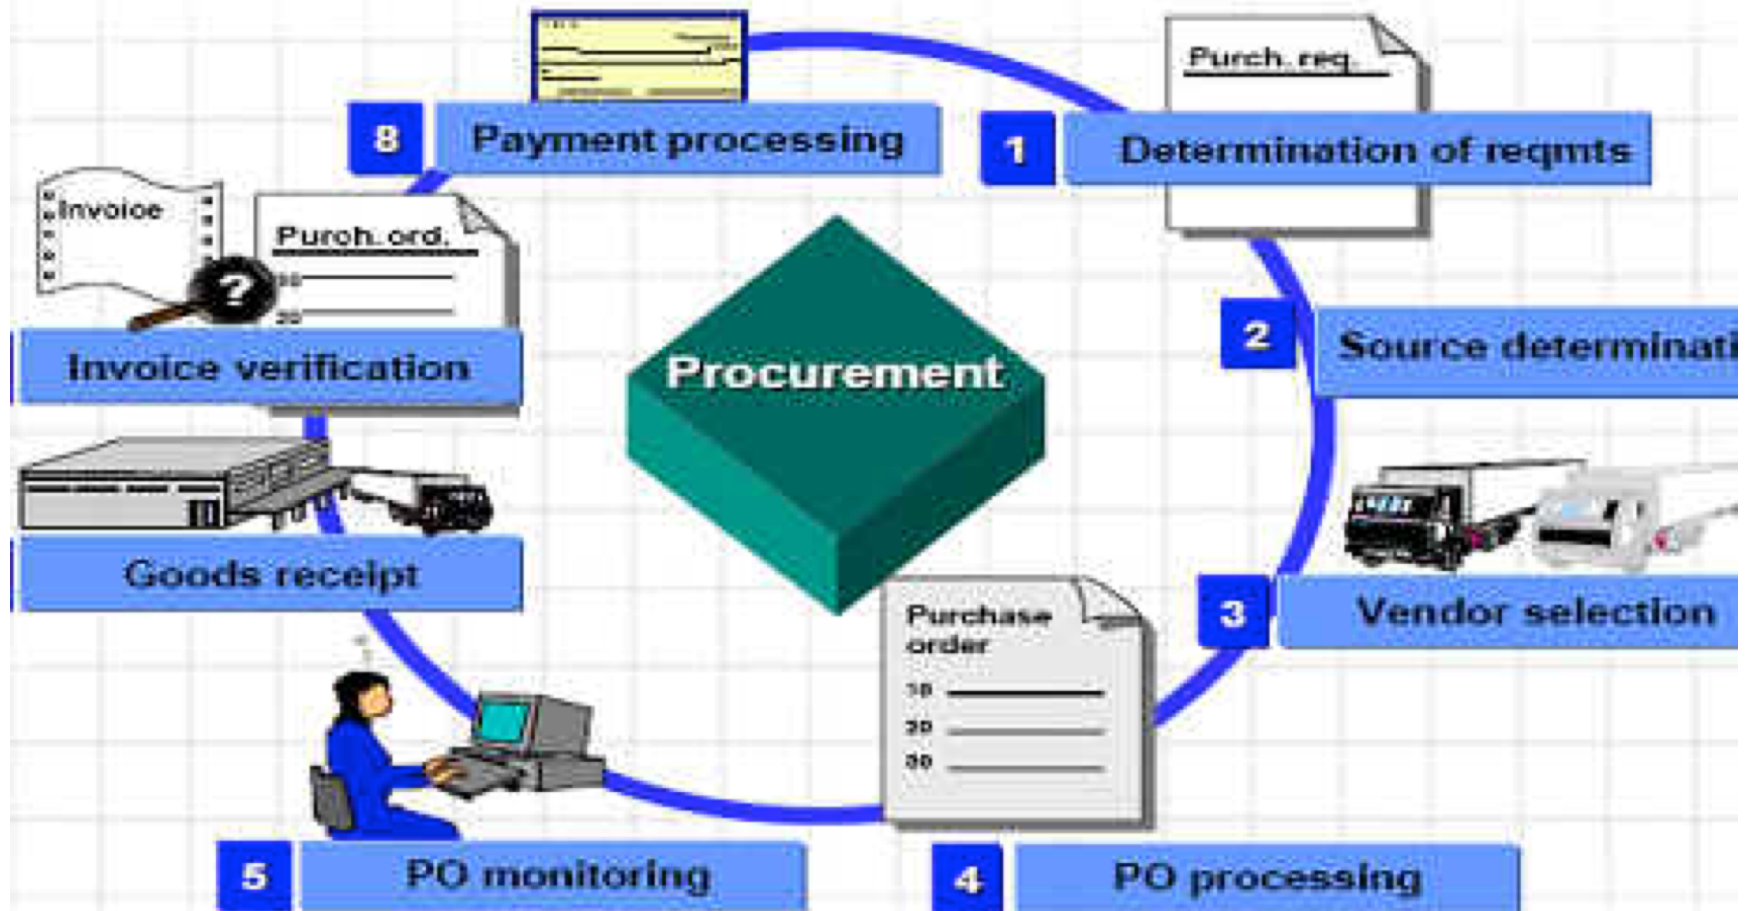 Purch. req.
8
Payment processing
1
Determination of reqmts
Invoice
Purch. ord.
?
20
2
Source determinati
Invoice verification
Procurement
Goods receipt
3
Vendor selection
Purchase
order
10
20
30
5
PO monitoring
4
PO processing